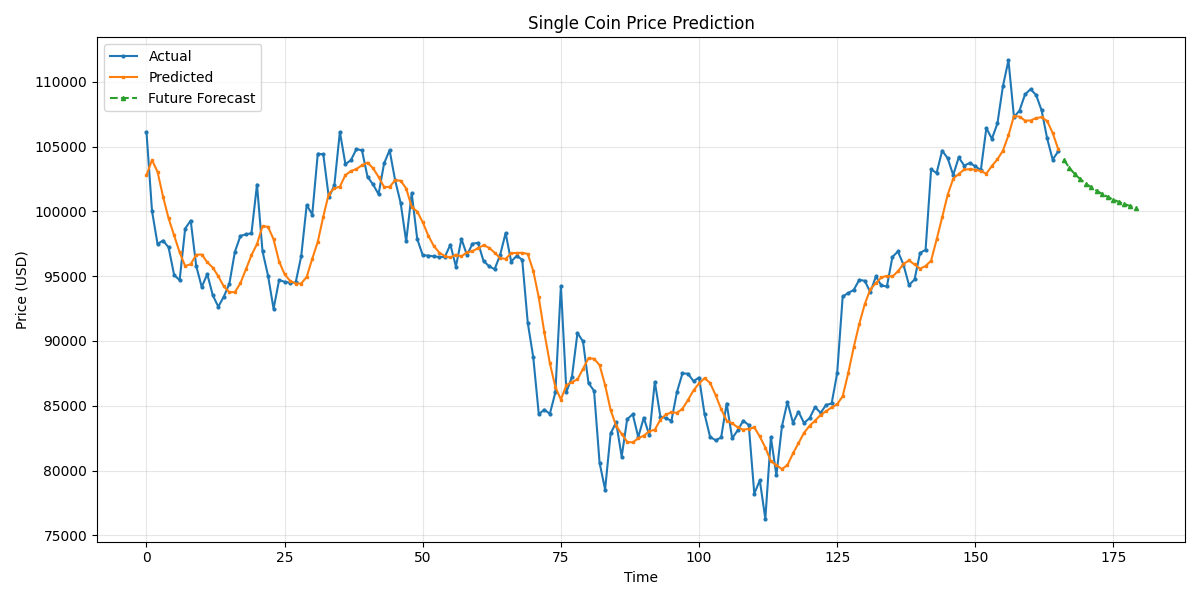 Single Coin Price Prediction
Actual
Predicted
Future Forecast
110000
105000
100000
95000
90000
85000
80000
75000
Price (USD)
0 25 50 75 100 125 150 175
Time